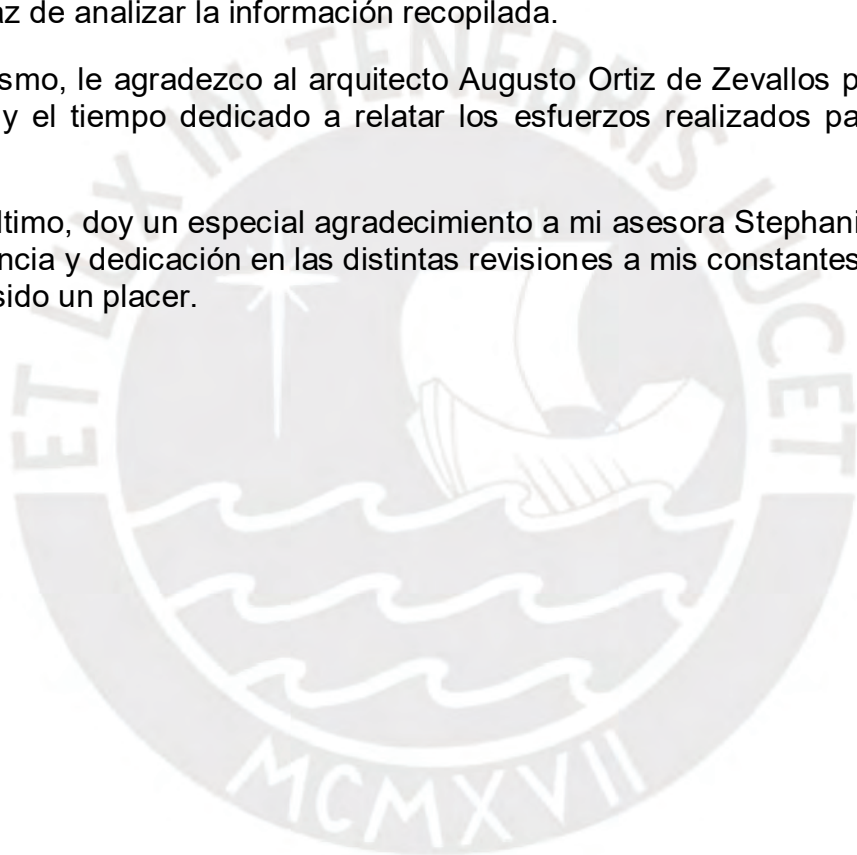 az de analizar la información recopilada.
smo, le agradezco al arquitecto Augusto Ortiz de Zevallos p
y el tiempo dedicado a relatar los esfuerzos realizados pa
ltimo, doy un especial agradecimiento a mi asesora Stephani
ncia y dedicación en las distintas revisiones a mis constantes
sido un placer.
ET LUX IN TENEBRIS LUCET
MCMXVII